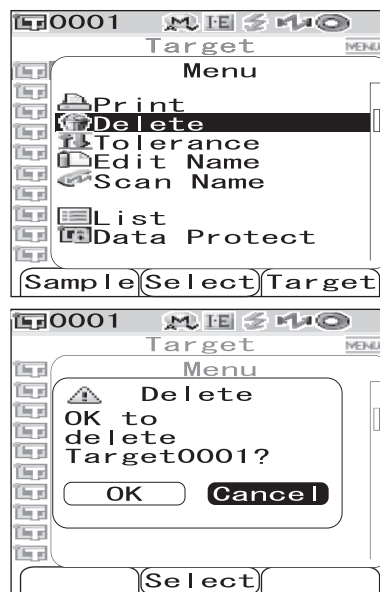 0001 M I·E
Target MENU
Menu
Print
Delete
Tolerance
Edit Name
Scan Name
List
Data Protect
Sample Select Target
0001 M I·E
Target MENU
Menu
Delete
OK to
delete
Target0001?
OK Cancel
Select